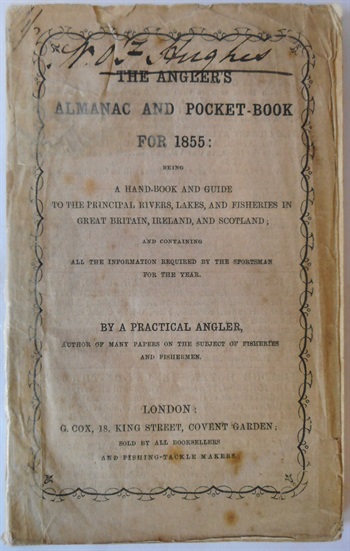 Hughes
THE ANGLER'S
ALMANAC AND POCKET-BOOK
FOR 1855:
BEING
A HAND-BOOK AND GUIDE
TO THE PRINCIPAL RIVERS, LAKES, AND FISHERIES IN
GREAT BRITAIN, IRELAND, AND SCOTLAND;
AND CONTAINING
ALL THE INFORMATION REQUIRED BY THE SPORTSMAN
FOR THE YEAR.
BY A PRACTICAL ANGLER,
AUTHOR OF MANY PAPERS ON THE SUBJECT OF FISHERIES
AND FISHERMEN.
LONDON:
G. COX, 18, KING STREET, COVENT GARDEN;
SOLD BY ALL BOOKSELLERS
AND FISHING-TACKLE MAKERS.